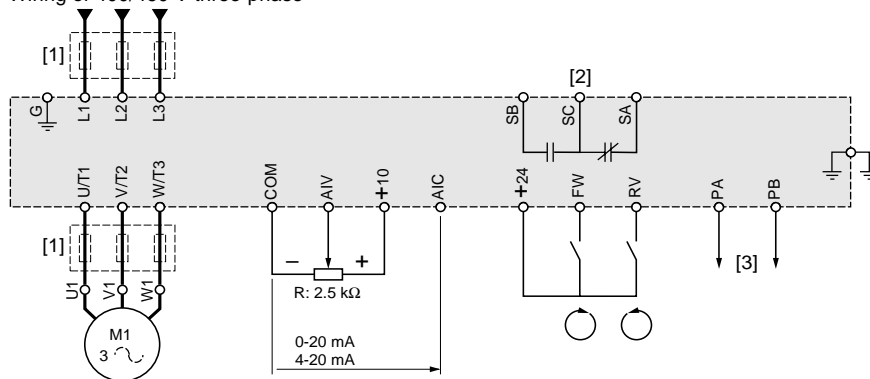 Wiring of V three-phase
[1]
[2]
G
L1
L2
L3
SB
SC
SA
U/T1
V/T2
W/T3
COM
AIV
+10
AIC
+24
FW
RV
PA
PB
[1]
− +
[3]
R: 2.5 kΩ
U1
V1
W1
M1
3
0-20 mA
4-20 mA